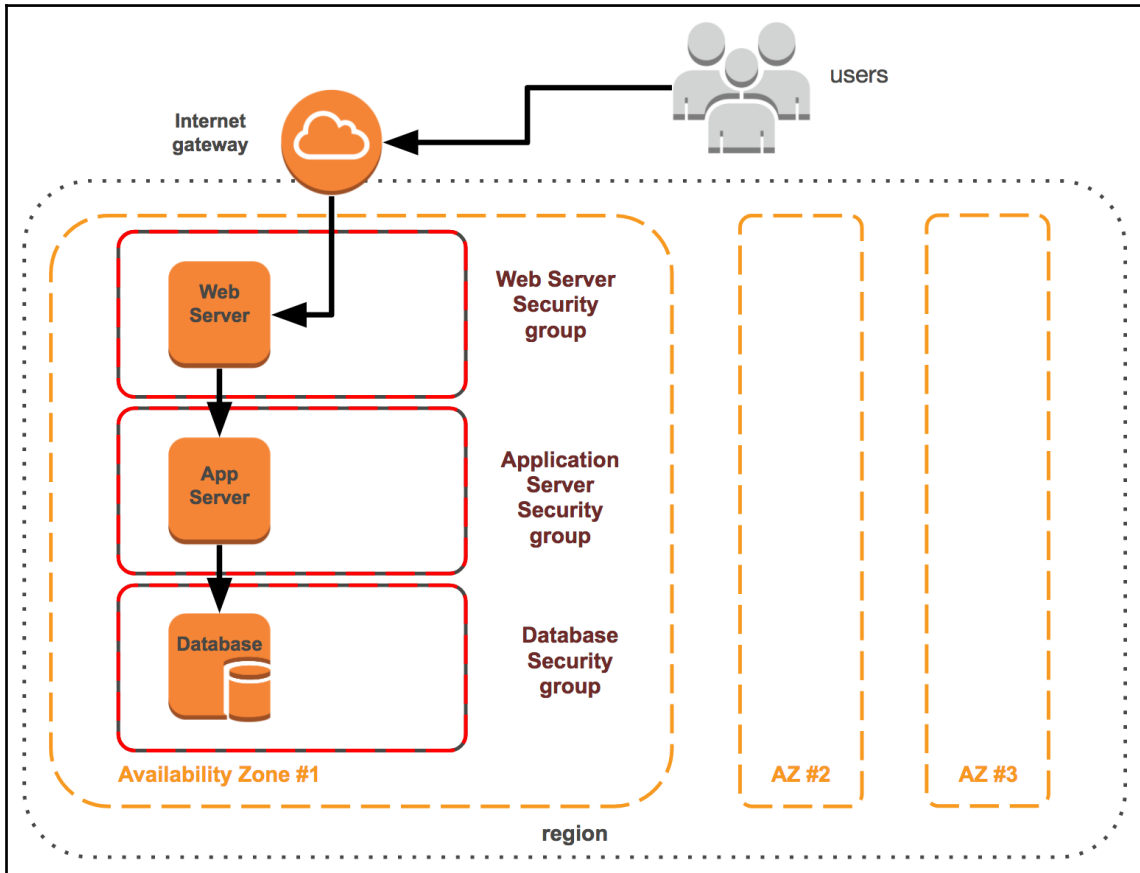 users
Internet
gateway
Web
Server
Web Server
Security
group
App
Server
Application
Server
Security
group
Database
Database
Security
group
Availability Zone #1
AZ #2
AZ #3
region